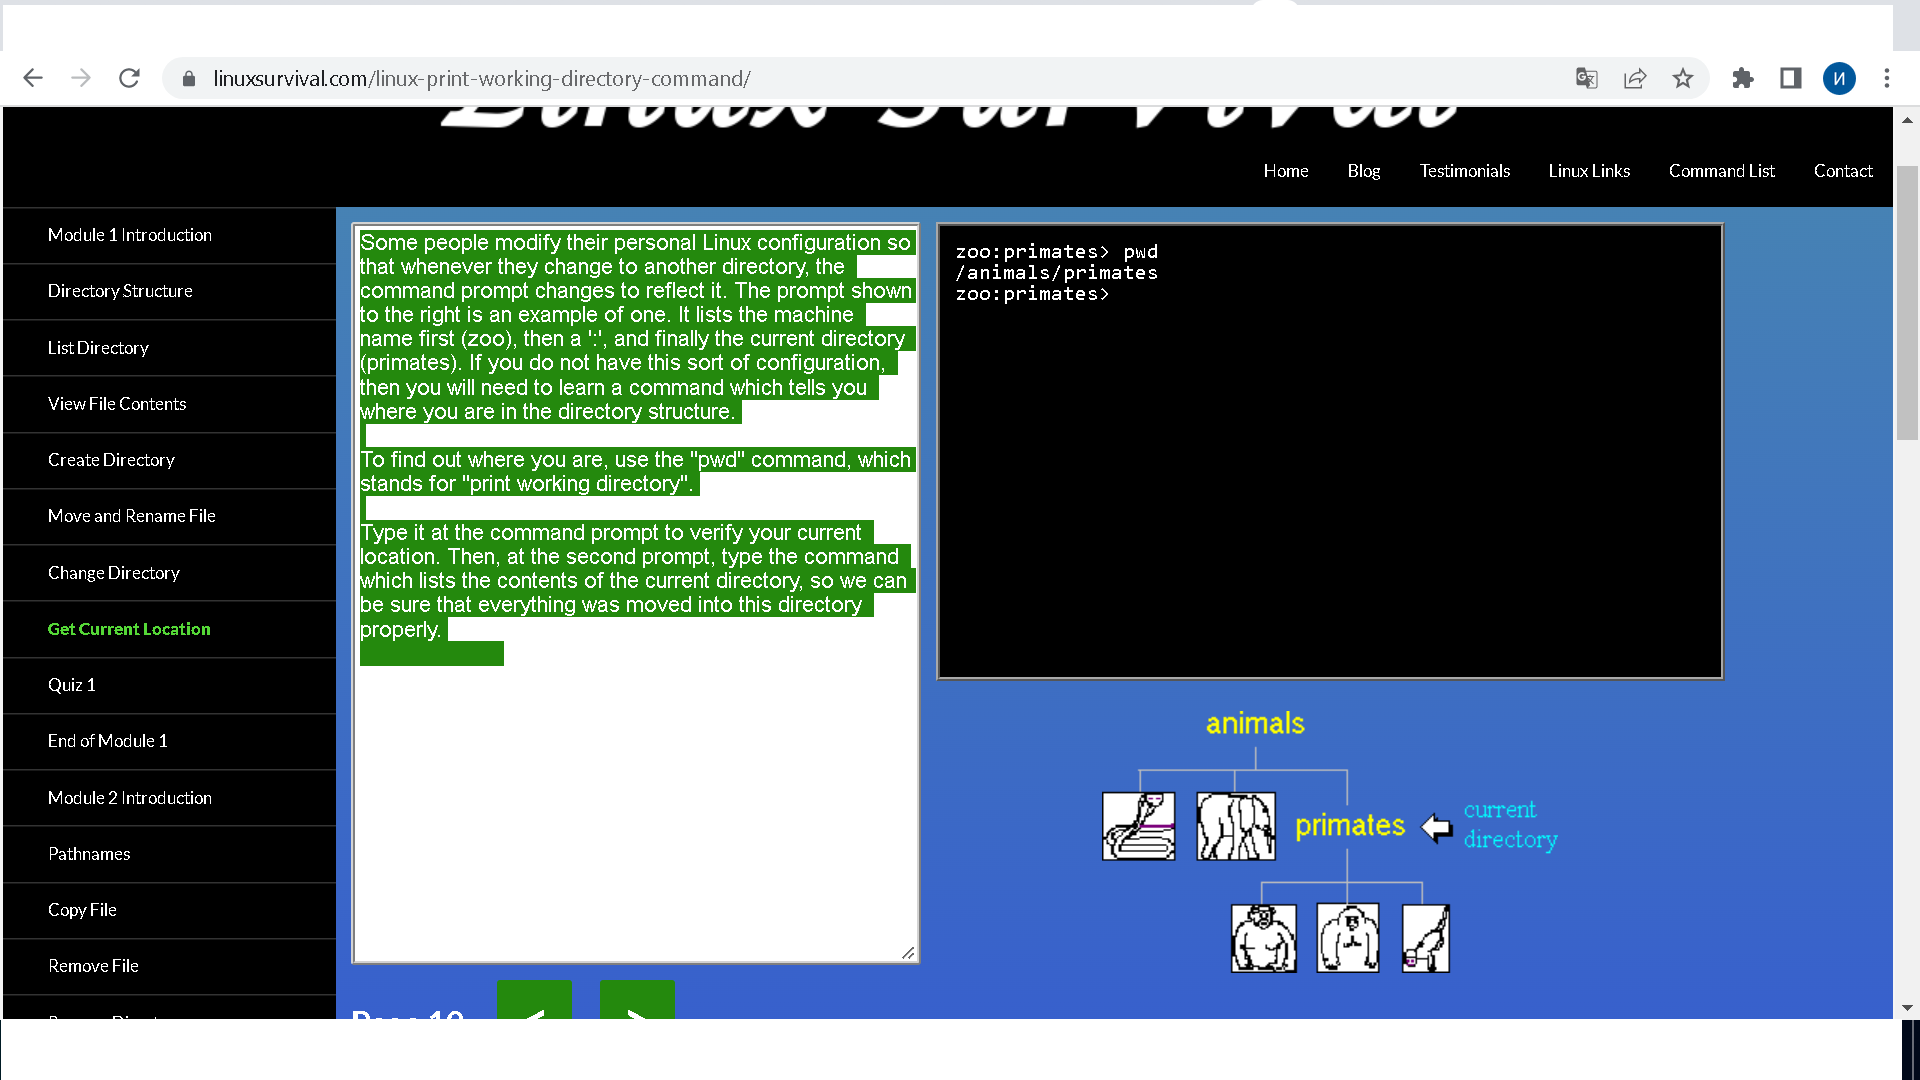 linuxsurvival.com/linux-print-working-directory-command/
И
Linux Survival
Home Blog Testimonials Linux Links Command List Contact
Module 1 Introduction
Directory Structure
List Directory
View File Contents
Create Directory
Move and Rename File
Change Directory
Get Current Location
Quiz 1
End of Module 1
Module 2 Introduction
Pathnames
Copy File
Remove File
Some people modify their personal Linux configuration so
that whenever they change to another directory, the
command prompt changes to reflect it. The prompt shown
to the right is an example of one. It lists the machine
name first (zoo), then a ':', and finally the current directory
(primates). If you do not have this sort of configuration,
then you will need to learn a command which tells you
where you are in the directory structure.
To find out where you are, use the "pwd" command, which
stands for "print working directory".
Type it at the command prompt to verify your current
location. Then, at the second prompt, type the command
which lists the contents of the current directory, so we can
be sure that everything was moved into this directory
properly.
Page 10
<
>
zoo:primates> pwd
/animals/primates
zoo:primates>
animals
primates
current
directory